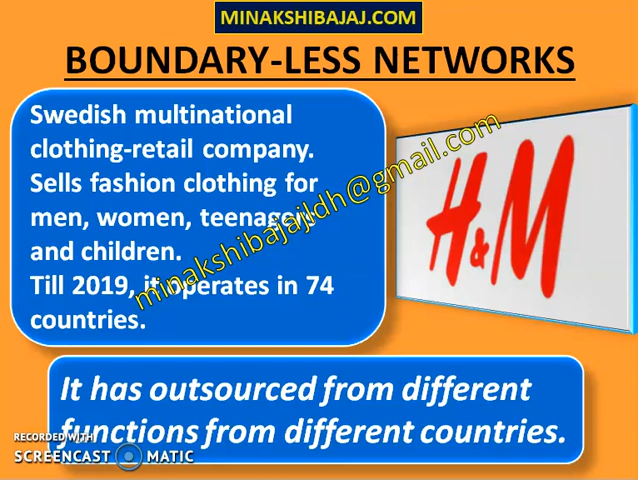 MINAKSHIBAJAJ.COM
BOUNDARY-LESS NETWORKS
Swedish multinational
clothing-retail company.
Sells fashion clothing for
men, women, teenagers
and children.
Till 2019, it operates in 74
countries.
minakshibajajldh@gmail.com
H&M
It has outsourced from different
functions from different countries.
RECORDED WITH
SCREENCAST MATIC